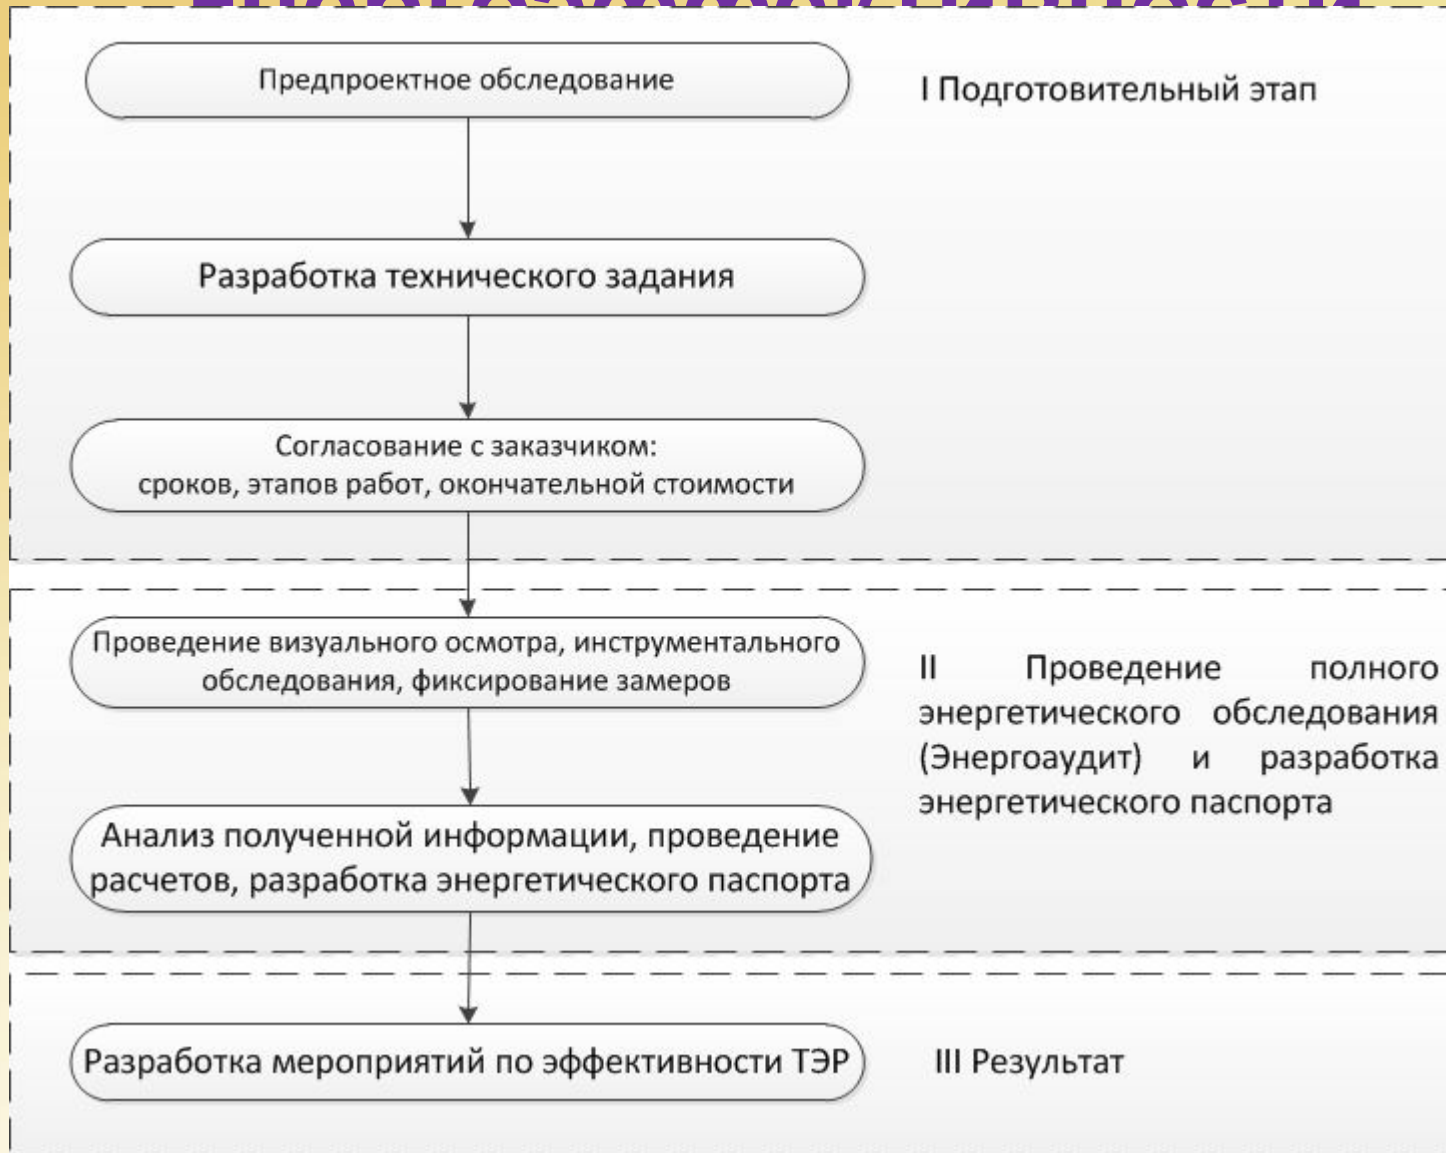 Предпроектное обследование
I Подготовительный этап
Разработка технического задания
Согласование с заказчиком:
сроков, этапов работ, окончательной стоимости
Проведение визуального осмотра, инструментального
обследования, фиксирование замеров
II Проведение полного
энергетического обследования
(Энергоаудит) и разработка
энергетического паспорта
Анализ полученной информации, проведение
расчетов, разработка энергетического паспорта
Разработка мероприятий по эффективности ТЭР
III Результат